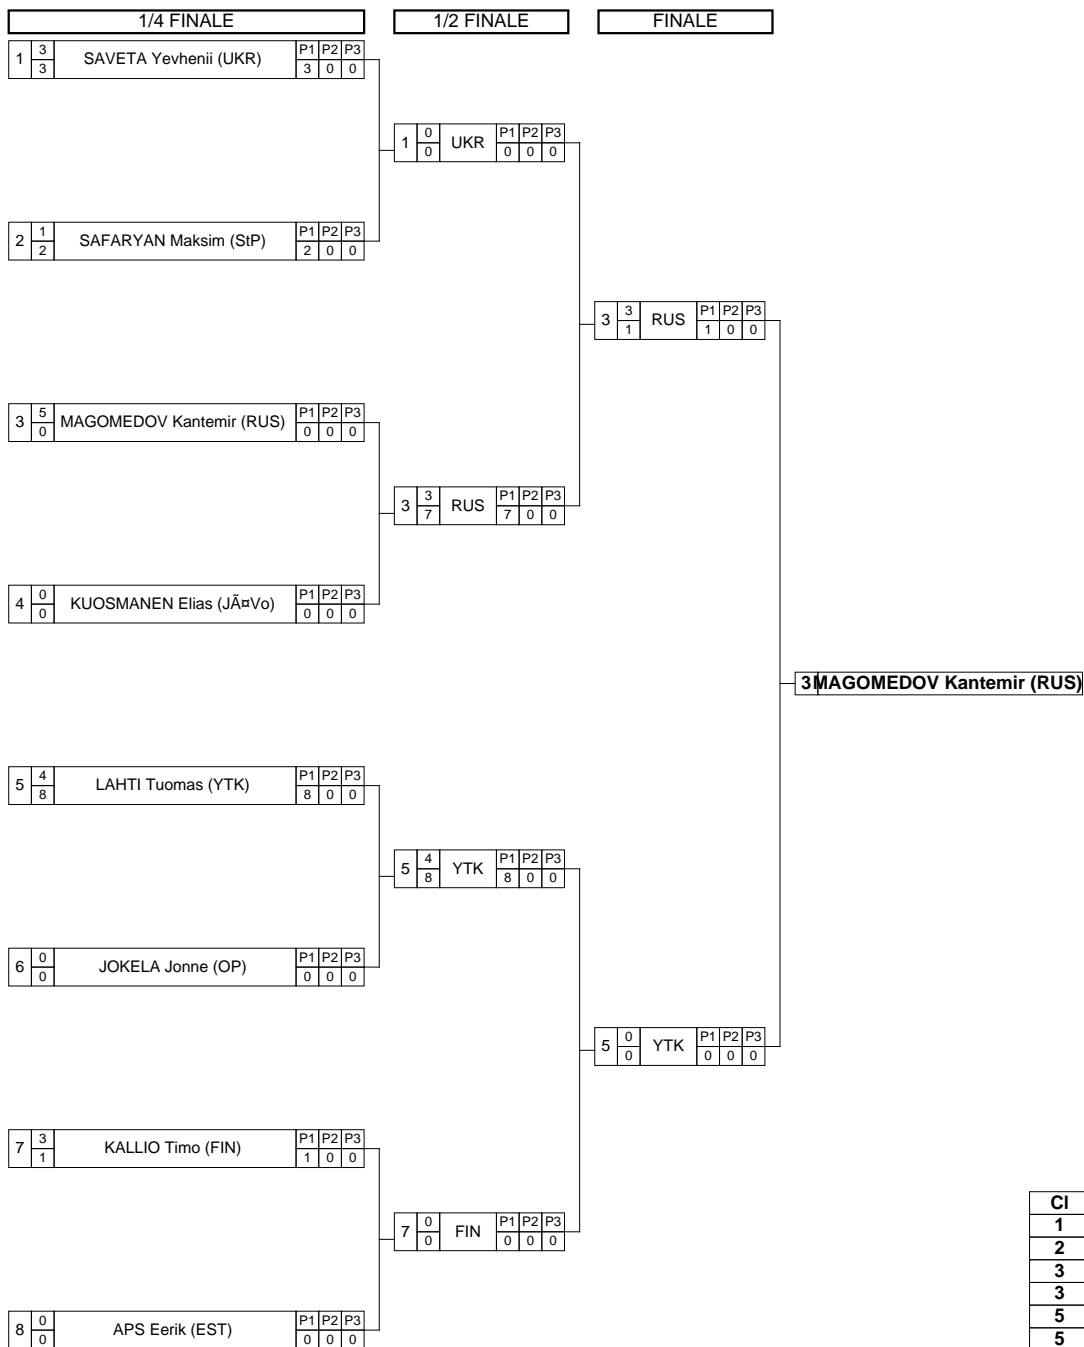 1/4 FINALE 1/2 FINALE FINALE
1 3 3 SAVETA Yevhenii (UKR) P1 P2 P3 3 0 0
1 0 0 UKR P1 P2 P3 0 0 0
2 1 2 SAFARYAN Maksim (StP) P1 P2 P3 2 0 0
3 3 1 RUS P1 P2 P3 1 0 0
3 5 0 MAGOMEDOV Kantemir (RUS) P1 P2 P3 0 0 0
3 3 7 RUS P1 P2 P3 7 0 0
4 0 0 KUOSMANEN Elias (JÃ¤Vo) P1 P2 P3 0 0 0
3 MAGOMEDOV Kantemir (RUS)
5 4 8 LAHTI Tuomas (YTK) P1 P2 P3 8 0 0
5 4 8 YTK P1 P2 P3 8 0 0
6 0 0 JOKELA Jonne (OP) P1 P2 P3 0 0 0
5 0 0 YTK P1 P2 P3 0 0 0
7 3 1 KALLIO Timo (FIN) P1 P2 P3 1 0 0
7 0 0 FIN P1 P2 P3 0 0 0
8 0 0 APS Eerik (EST) P1 P2 P3 0 0 0
Cl
1
2
3
3
5
5